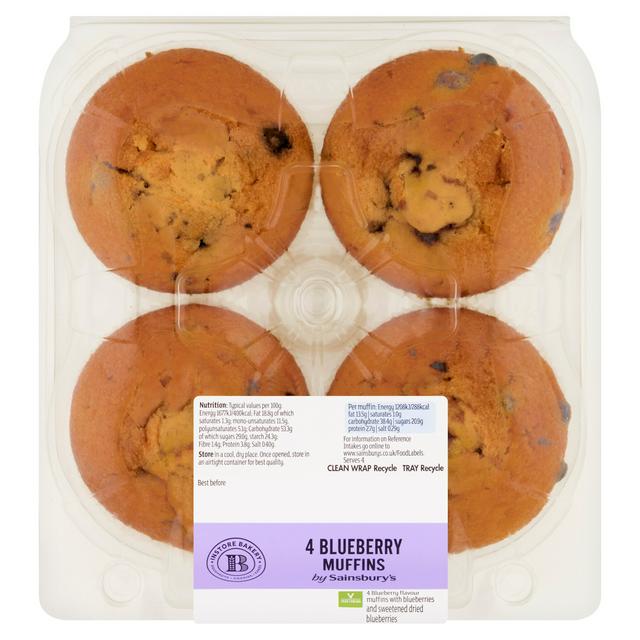 Nutrition: Typical values per 100g:
Energy 1677kJ/400kcal; Fat 18.8g of which
saturates 1.3g; mono-unsaturates 11.5g,
polyunsaturates 5.1g; Carbohydrate 53.3g
of which sugars 29.0g, starch 24.3g;
Fibre 1.4g; Protein 3.8g; Salt 0.40g.
Store in a cool, dry place. Once opened, store in
an airtight container for best quality.
Best before
Per muffin: Energy 1208kJ/288kcal
fat 13.5g | saturates 1.0g
carbohydrate 38.4g | sugars 20.9g
protein 2.7g | salt 0.29g
For information on Reference
Intakes go online to
www.sainsburys.co.uk/FoodLabels.
Serves 4
CLEAN WRAP Recycle TRAY Recycle
INSTORE BAKERY
B
4 BLUEBERRY
MUFFINS
by Sainsbury's
4 Blueberry flavour
muffins with blueberries
and sweetened dried
blueberries